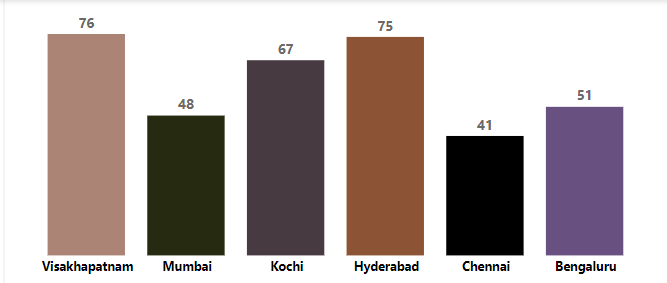 76
48
67
75
41
51
Visakhapatnam
Mumbai
Kochi
Hyderabad
Chennai
Bengaluru